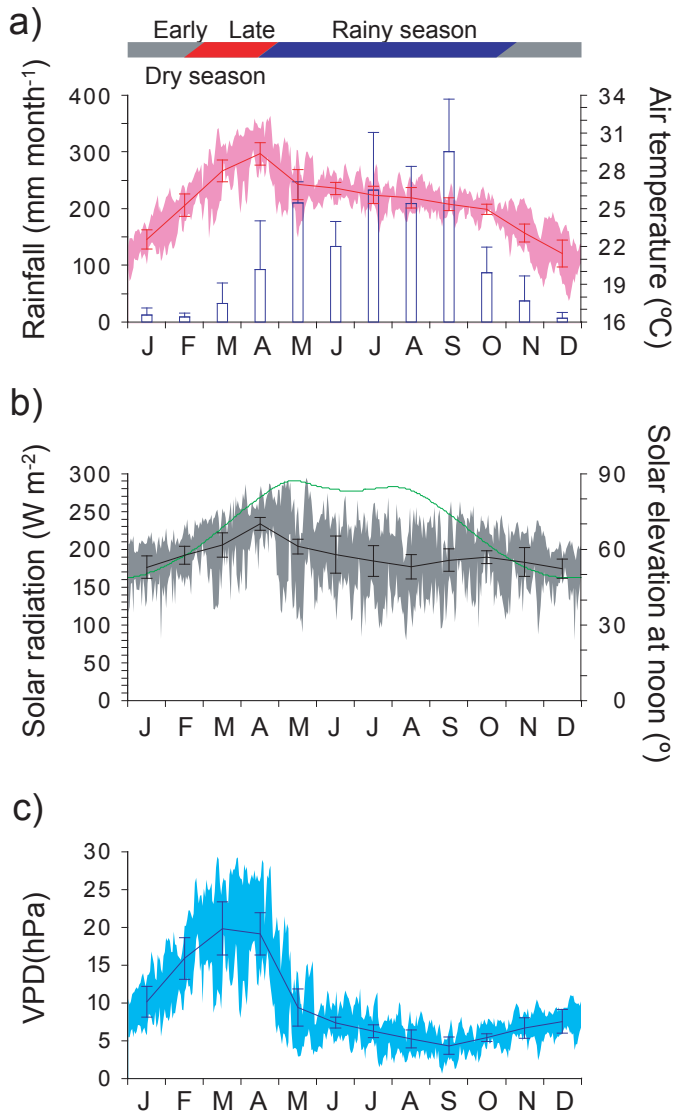 a)
Early Late Rainy season
Dry season
Rainfall (mm month⁻¹)
400
300
200
100
0
Air temperature (ºC)
34
31
28
25
22
19
16
J F M A M J J A S O N D
b)
Solar radiation (W m⁻²)
300
250
200
150
100
50
0
Solar elevation at noon (º)
90
60
30
0
J F M A M J J A S O N D
c)
VPD(hPa)
30
25
20
15
10
5
0
J F M A M J J A S O N D